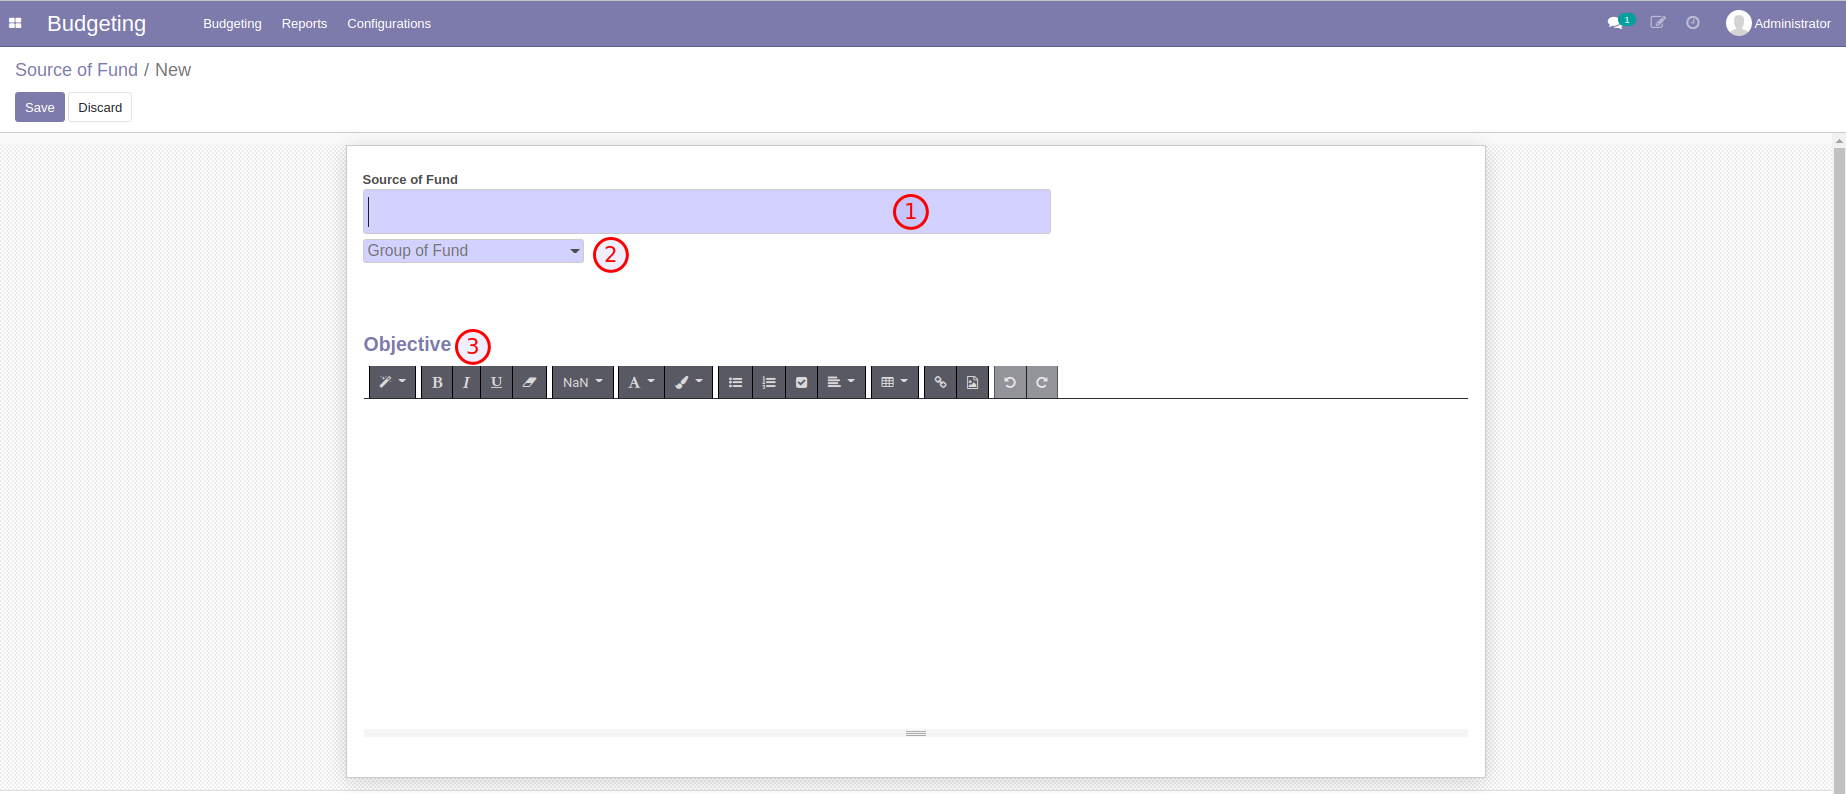 Budgeting Budgeting Reports Configurations 1 Administrator
Source of Fund / New
Save Discard
Source of Fund
1
Group of Fund 2
Objective 3
B I U NaN A